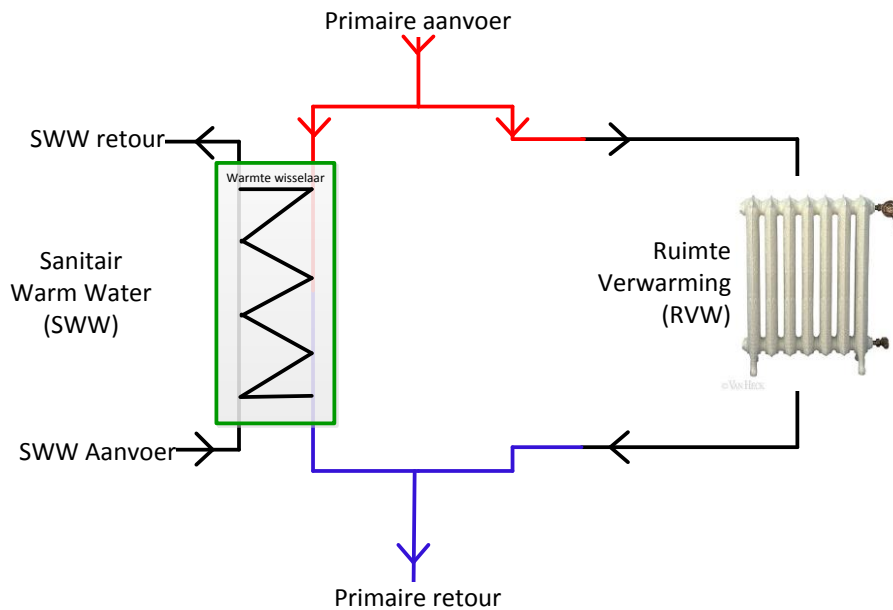 Primaire aanvoer
SWW retour
Warmte wisselaar
Sanitair
Warm Water
(SWW)
Ruimte
Verwarming
(RVW)
SWW Aanvoer
Primaire retour